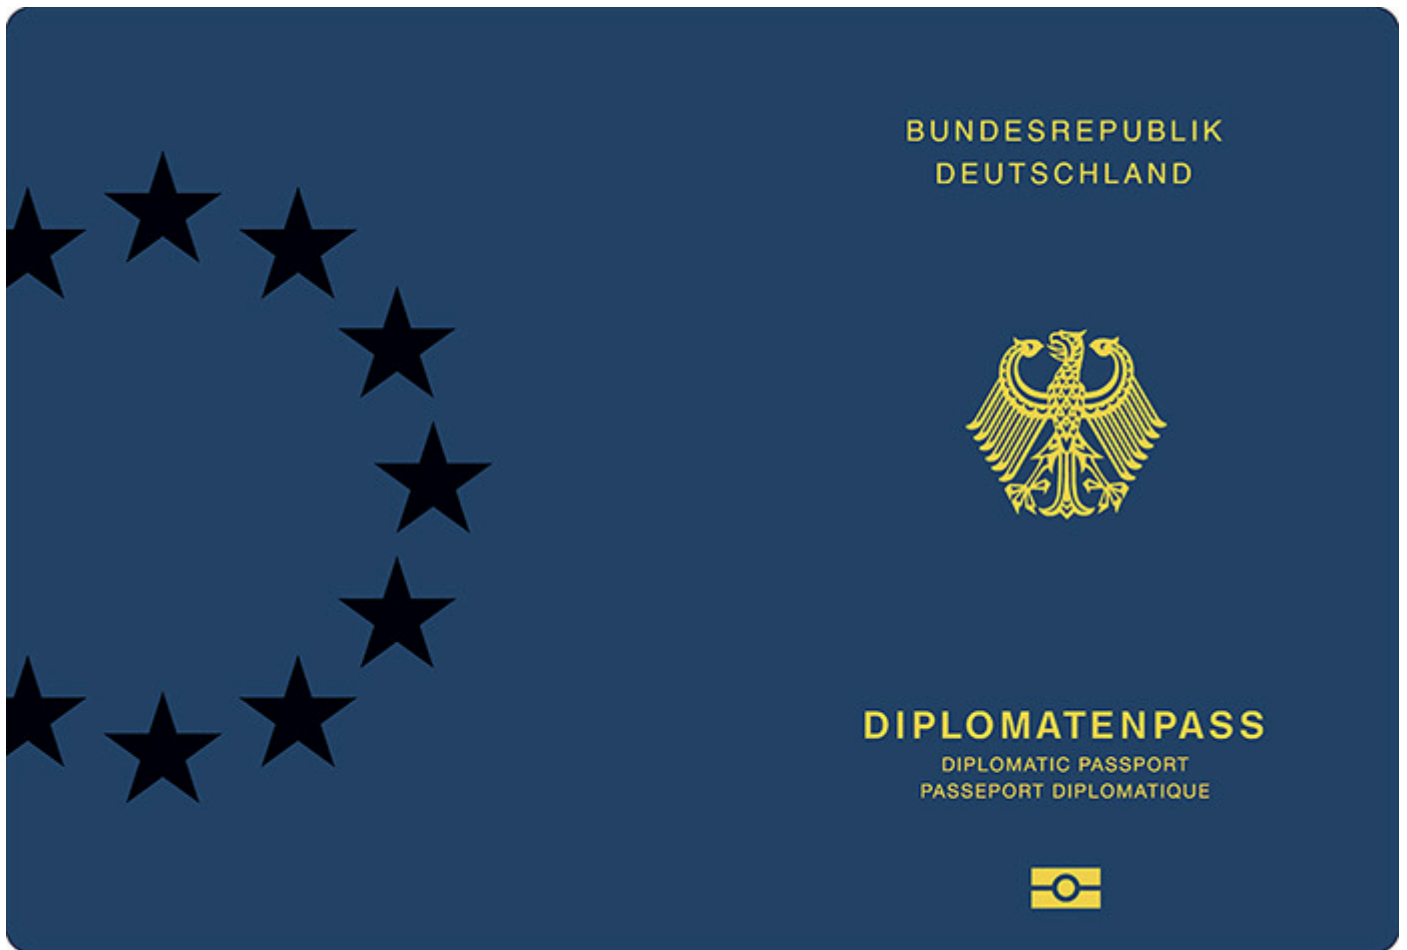 BUNDESREPUBLIK
DEUTSCHLAND
DIPLOMATENPASS
DIPLOMATIC PASSPORT
PASSEPORT DIPLOMATIQUE